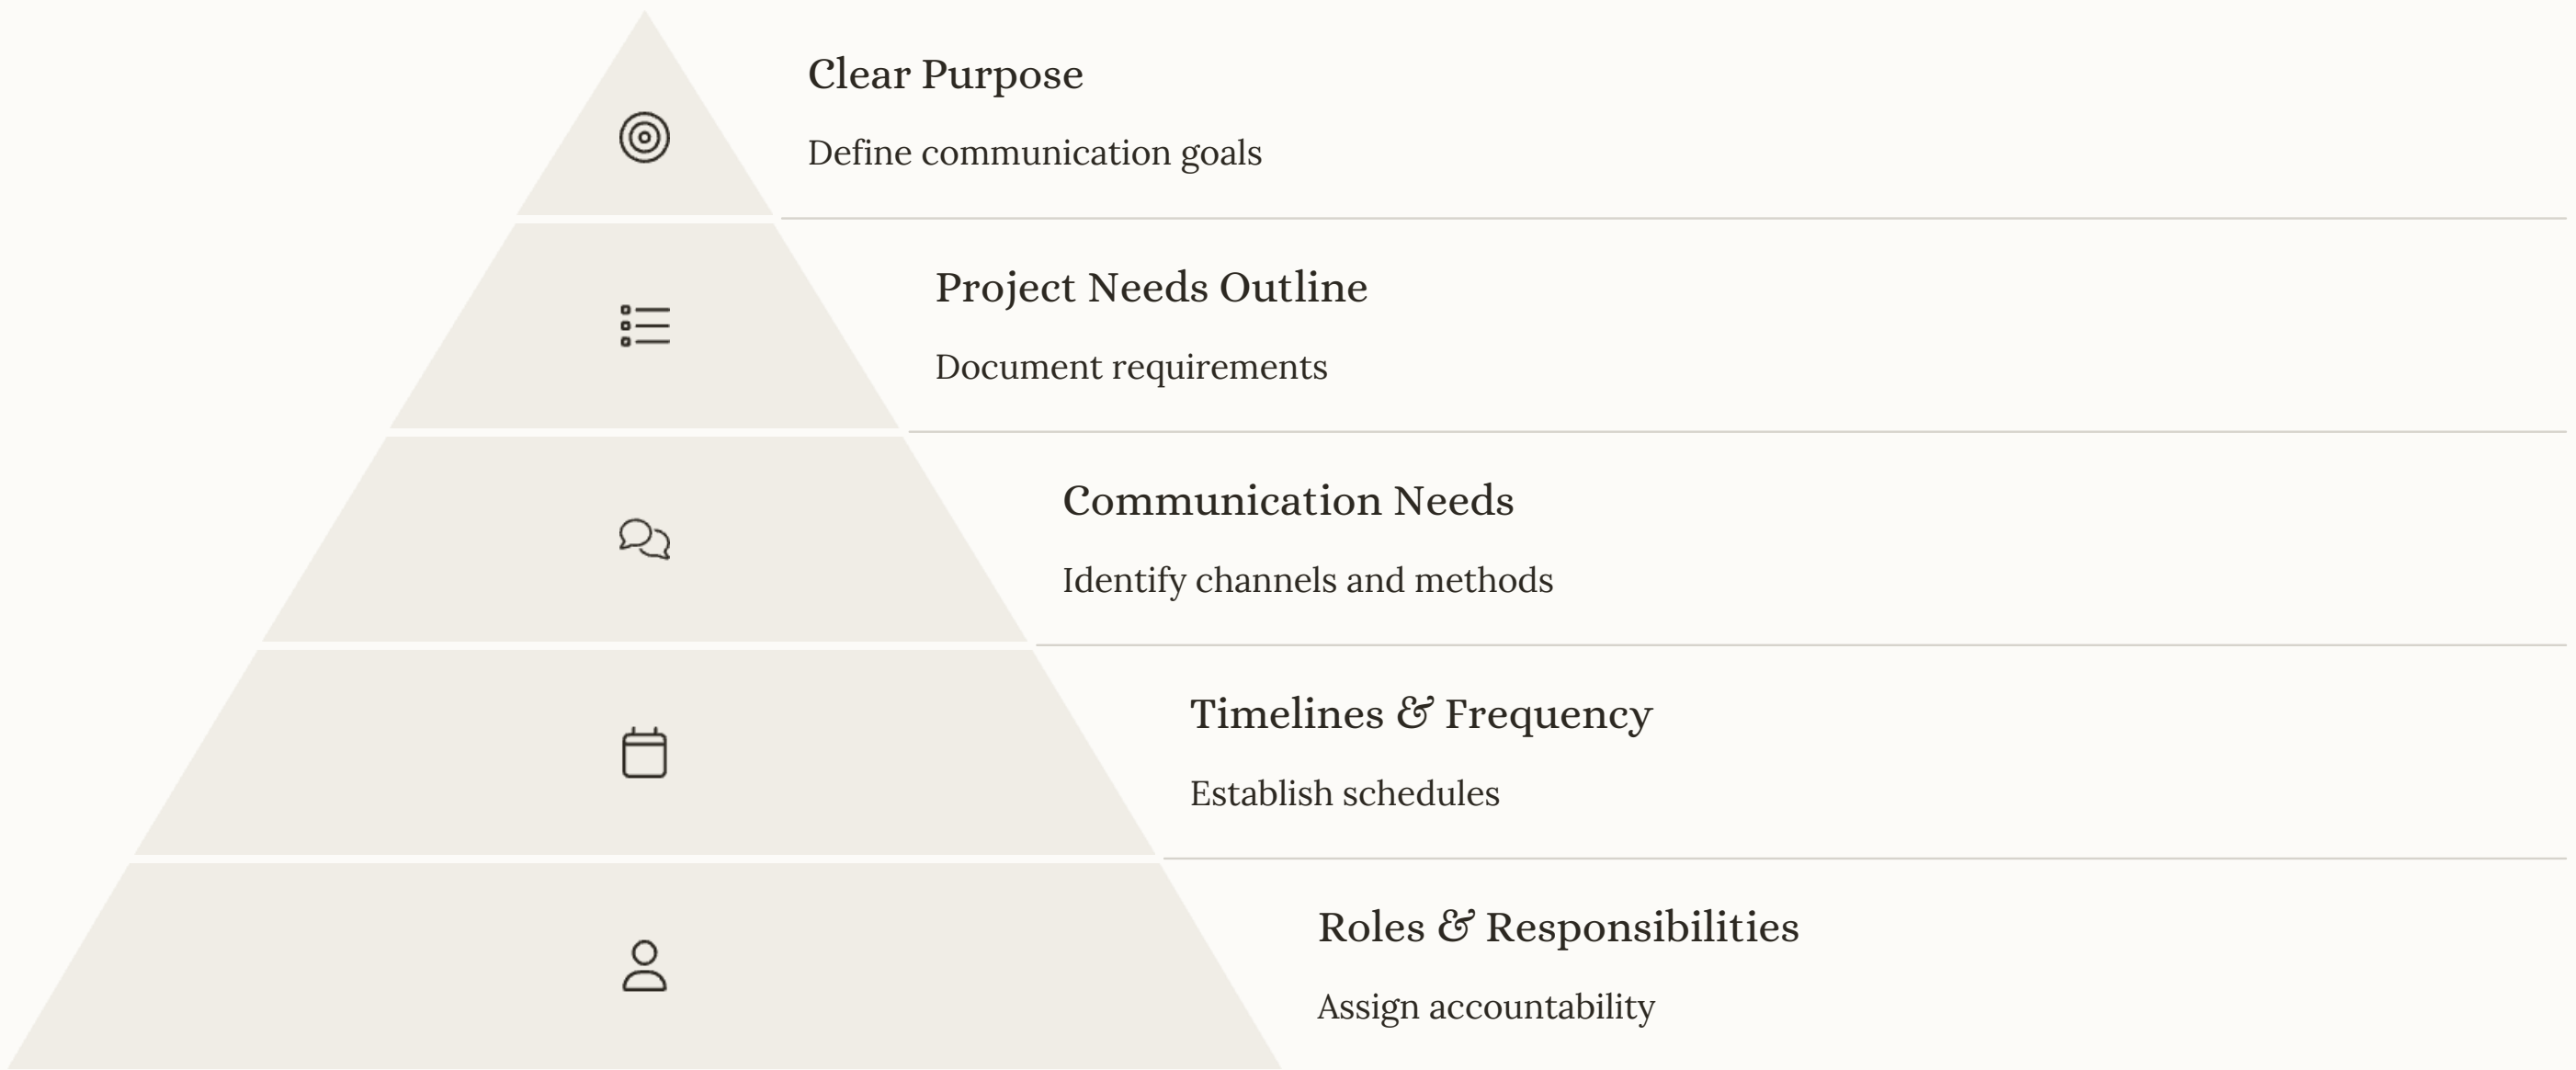 Clear Purpose
Define communication goals
Project Needs Outline
Document requirements
Communication Needs
Identify channels and methods
Timelines & Frequency
Establish schedules
Roles & Responsibilities
Assign accountability